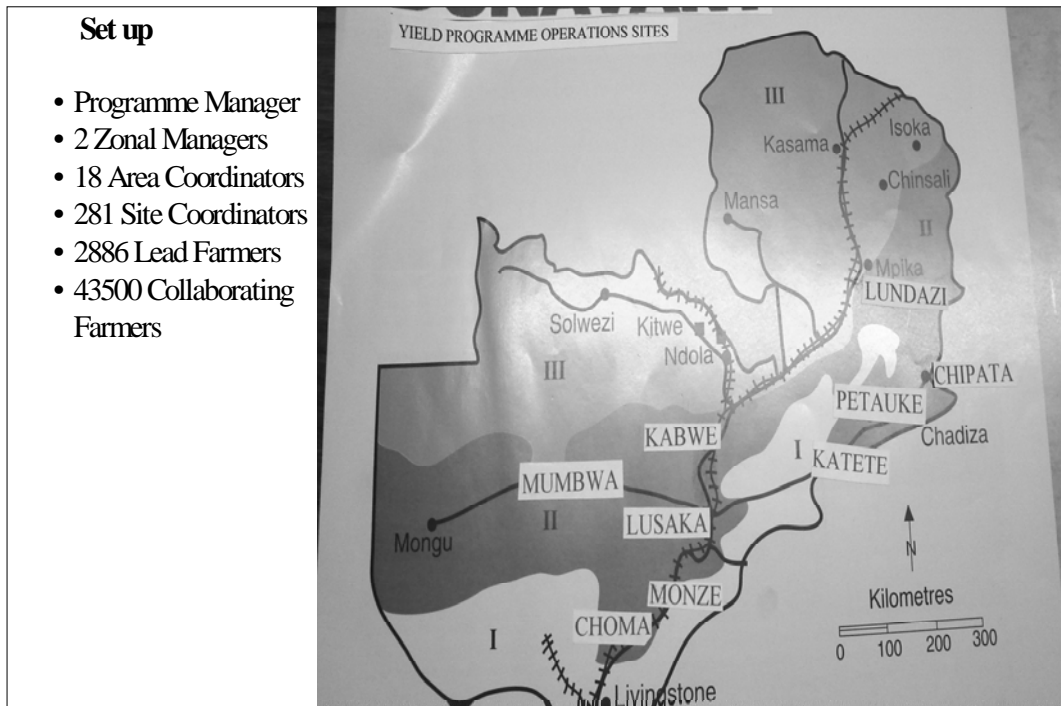 Set up
• Programme Manager
• 2 Zonal Managers
• 18 Area Coordinators
• 281 Site Coordinators
• 2886 Lead Farmers
• 43500 Collaborating
Farmers
YIELD PROGRAMME OPERATIONS SITES
III
Isoka
Kasama
Chinsali
Mansa
II
Mpika
LUNDAZI
Solwezi
Kitwe
Ndola
III
CHIPATA
PETAUKE
Chadiza
KABWE
I
KATETE
MUMBWA
II
LUSAKA
Mongu
N
MONZE
Kilometres
CHOMA
I
0 100 200 300
Livingstone